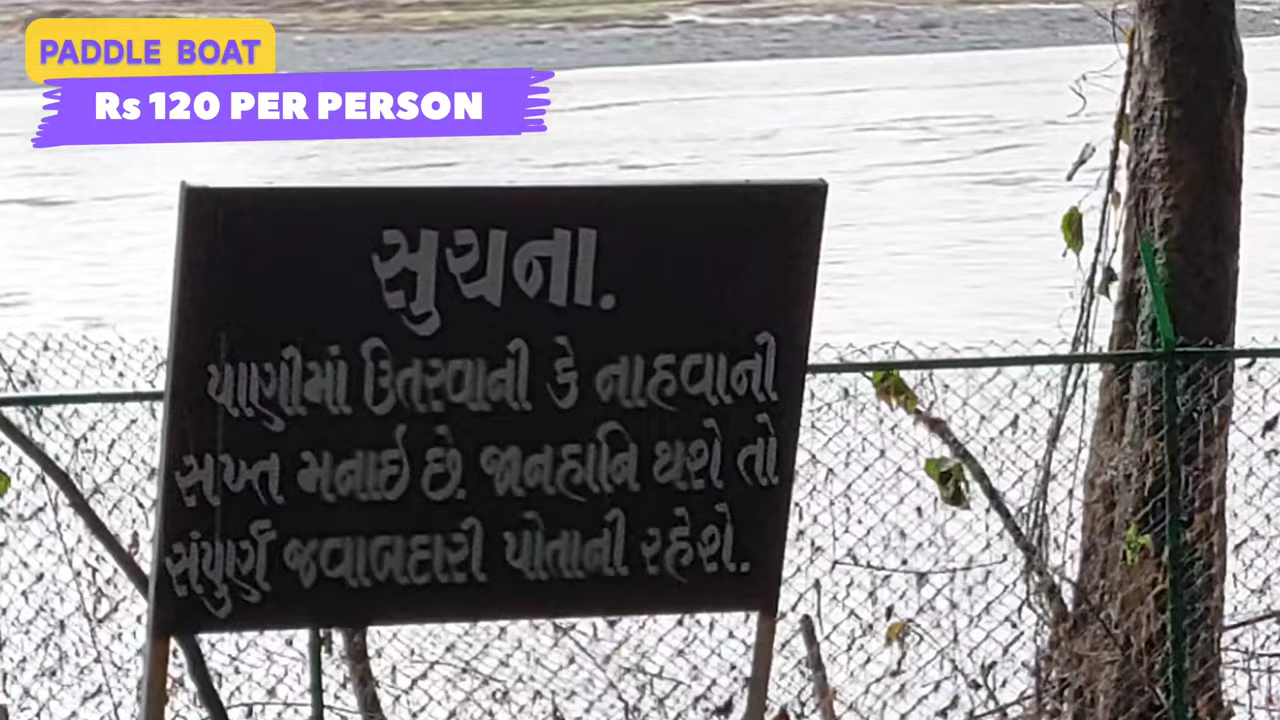 PADDLE BOAT
Rs 120 PER PERSON
સુચના.
પાણીમાં ઉતરવાની કે નાહવાની
સખ્ત મનાઈ છે. જાનહાનિ થશે તો
સંપુર્ણ જવાબદારી પોતાની રહેશે.